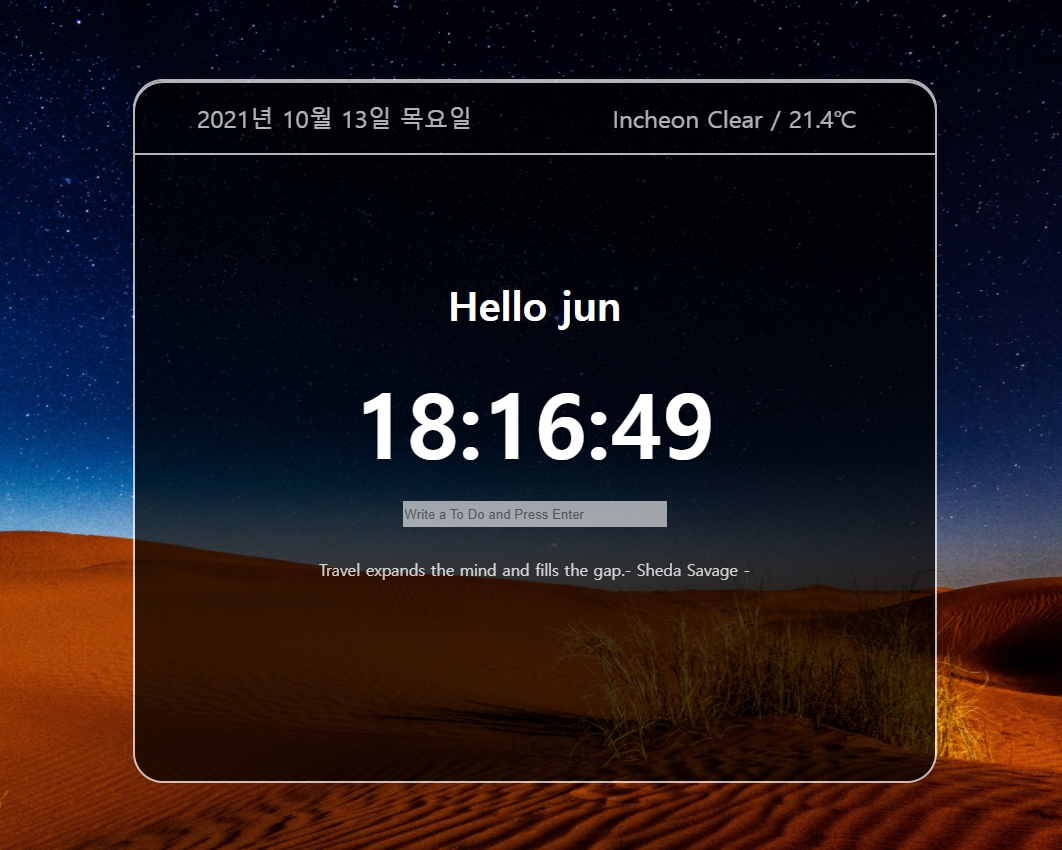 2021년 10월 13일 목요일
Incheon Clear / 21.4℃
Hello jun
18:16:49
Write a To Do and Press Enter
Travel expands the mind and fills the gap.- Sheda Savage -